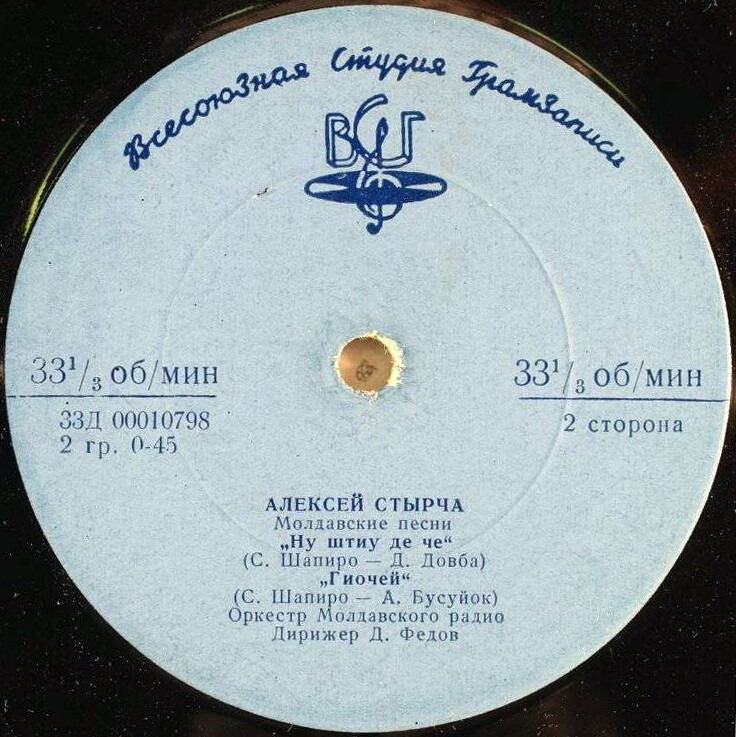 Всесоюзная Студия Грамзаписи
ВСГ
33¹/₃ об/мин
33Д 00010798
2 гр. 0-45
33¹/₃ об/мин
2 сторона
АЛЕКСЕЙ СТЫРЧА
Молдавские песни
„Ну штиу де че“
(С. Шапиро — Д. Довба)
„Гиочей“
(С. Шапиро — А. Бусуйок)
Оркестр Молдавского радио
Дирижер Д. Федов